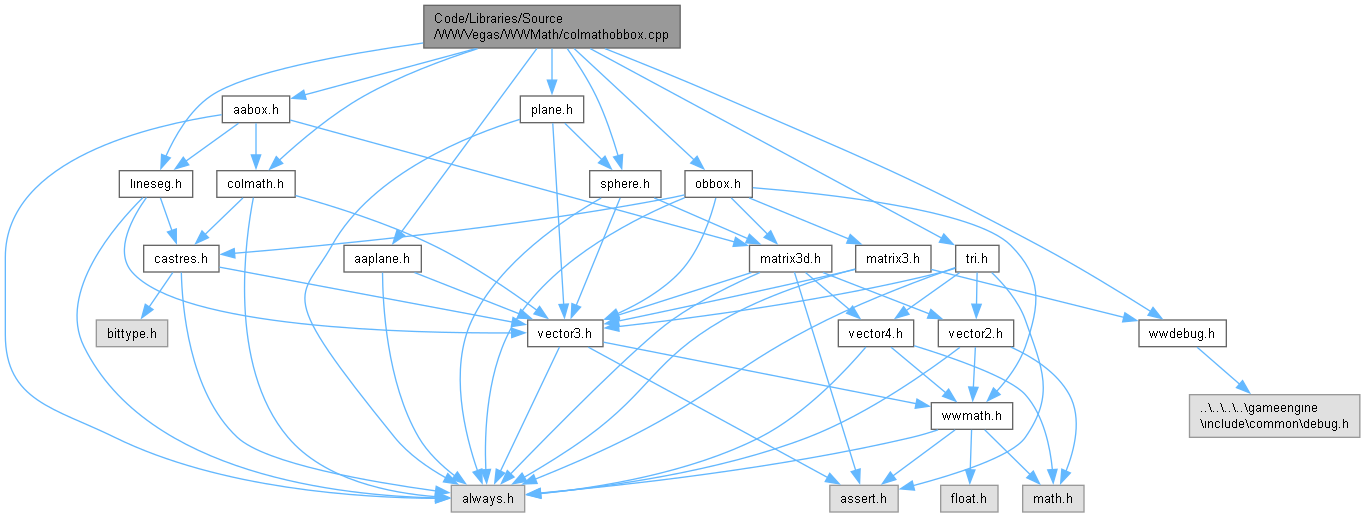 Code/Libraries/Source
/WWVegas/WWMath/colmathobbox.cpp
aabox.h
plane.h
lineseg.h
colmath.h
sphere.h
obbox.h
castres.h
aaplane.h
matrix3d.h
matrix3.h
tri.h
bittype.h
vector3.h
vector4.h
vector2.h
wwdebug.h
wwmath.h
..\..\..\..\gameengine
\include\common\debug.h
always.h
assert.h
float.h
math.h